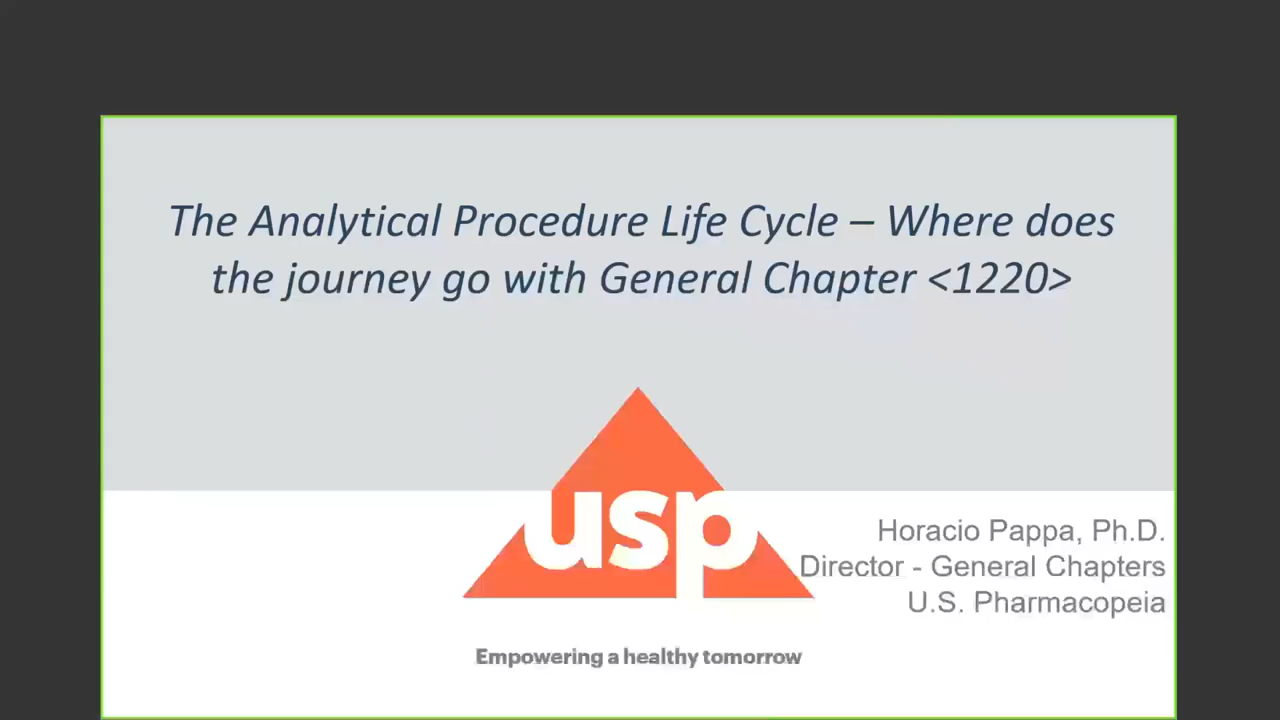 The Analytical Procedure Life Cycle – Where does
the journey go with General Chapter <1220>
usp
Horacio Pappa, Ph.D.
Director - General Chapters
U.S. Pharmacopeia
Empowering a healthy tomorrow